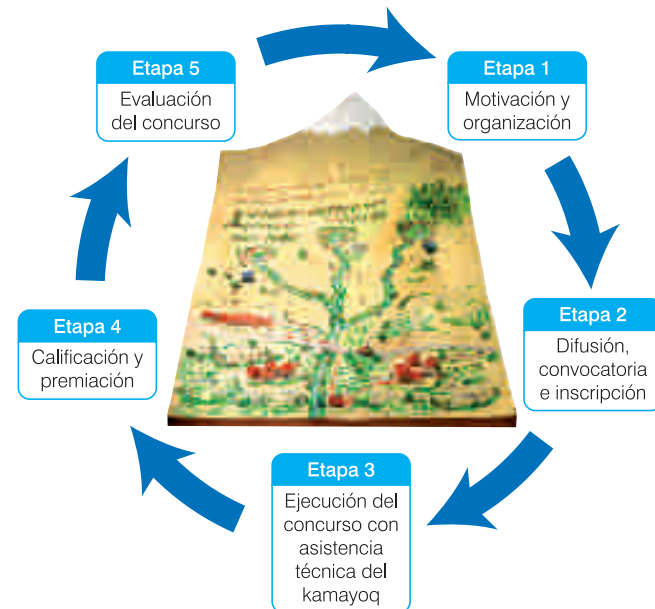 Etapa 5
Evaluación
del concurso
Etapa 1
Motivación y
organización
Etapa 2
Difusión,
convocatoria
e inscripción
Etapa 3
Ejecución del
concurso con
asistencia
técnica del
kamayoq
Etapa 4
Calificación y
premiación